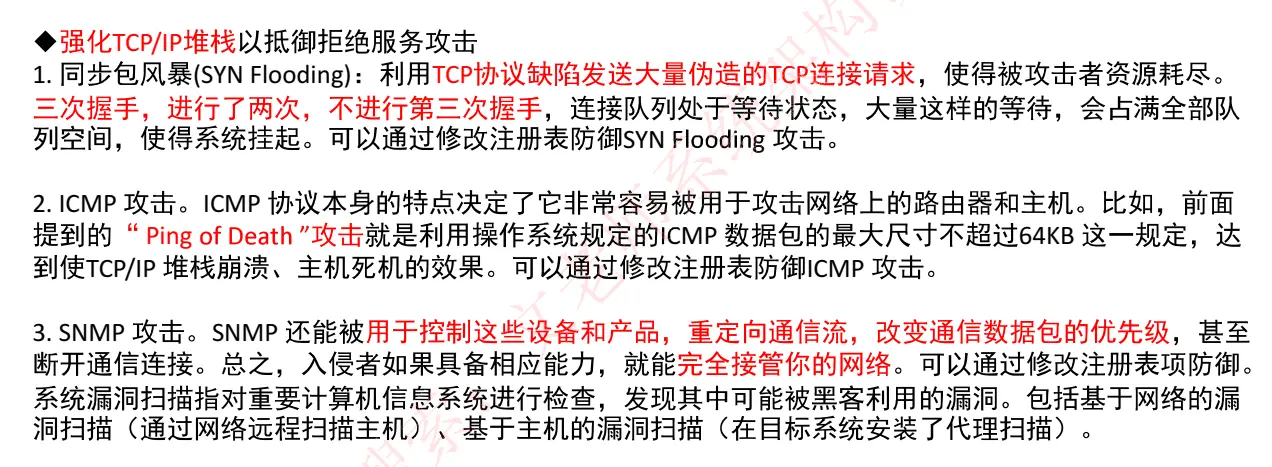 ◆强化TCP/IP堆栈以抵御拒绝服务攻击
1. 同步包风暴(SYN Flooding)：利用TCP协议缺陷发送大量伪造的TCP连接请求，使得被攻击者资源耗尽。
三次握手，进行了两次，不进行第三次握手，连接队列处于等待状态，大量这样的等待，会占满全部队
列空间，使得系统挂起。可以通过修改注册表防御SYN Flooding 攻击。
2. ICMP 攻击。ICMP 协议本身的特点决定了它非常容易被用于攻击网络上的路由器和主机。比如，前面
提到的“ Ping of Death ”攻击就是利用操作系统规定的ICMP 数据包的最大尺寸不超过64KB 这一规定，达
到使TCP/IP 堆栈崩溃、主机死机的效果。可以通过修改注册表防御ICMP 攻击。
3. SNMP 攻击。SNMP 还能被用于控制这些设备和产品，重定向通信流，改变通信数据包的优先级，甚至
断开通信连接。总之，入侵者如果具备相应能力，就能完全接管你的网络。可以通过修改注册表项防御。
系统漏洞扫描指对重要计算机信息系统进行检查，发现其中可能被黑客利用的漏洞。包括基于网络的漏
洞扫描（通过网络远程扫描主机）、基于主机的漏洞扫描（在目标系统安装了代理扫描）。